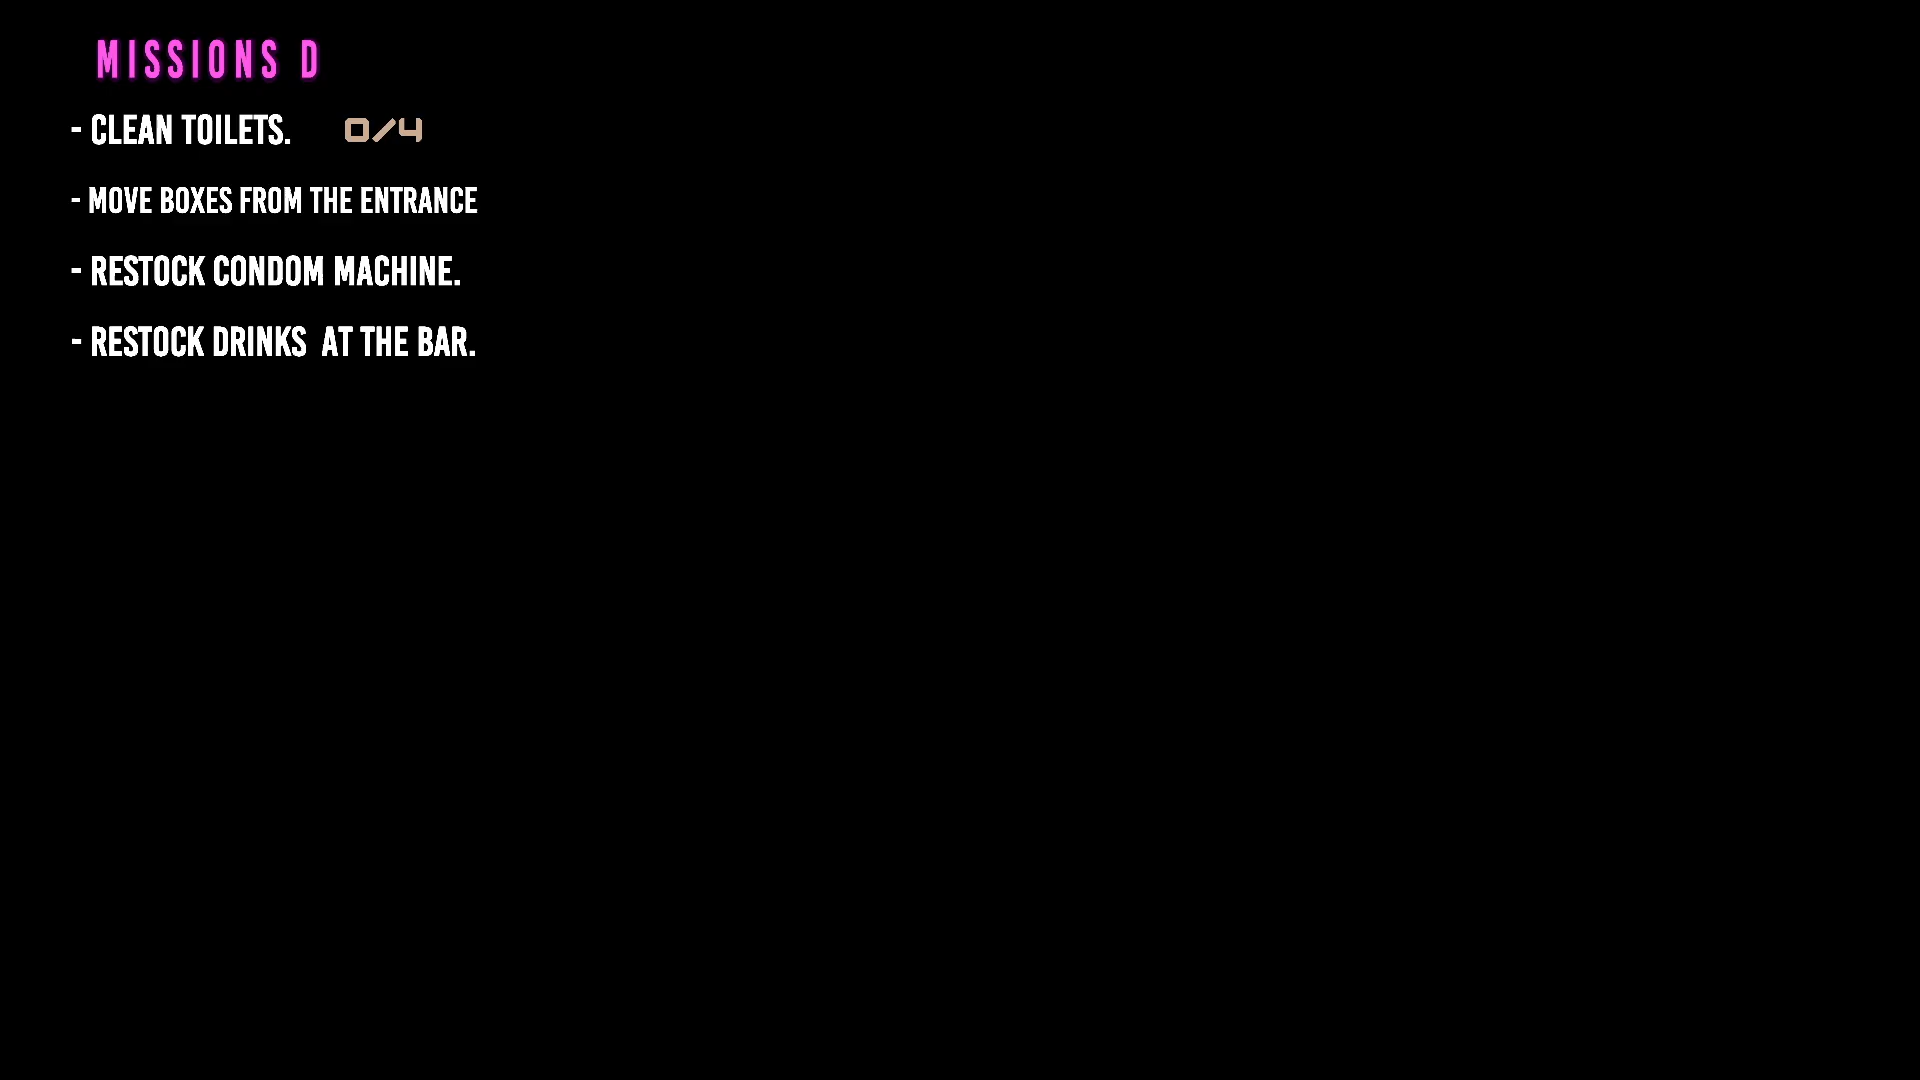 MISSIONS D
- CLEAN TOILETS. 0/4
- MOVE BOXES FROM THE ENTRANCE
- RESTOCK CONDOM MACHINE.
- RESTOCK DRINKS  AT THE BAR.